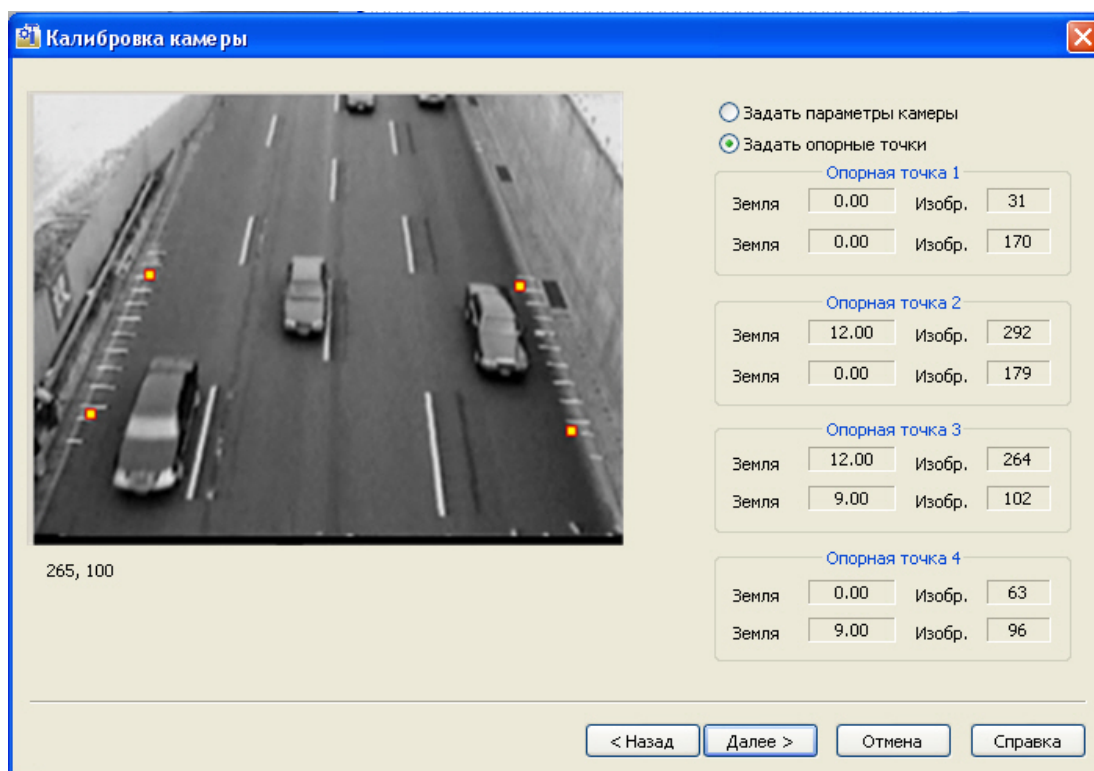 Калибровка камеры
Задать параметры камеры
Задать опорные точки
Опорная точка 1
Земля 0.00 Изобр. 31
Земля 0.00 Изобр. 170
Опорная точка 2
Земля 12.00 Изобр. 292
Земля 0.00 Изобр. 179
Опорная точка 3
Земля 12.00 Изобр. 264
Земля 9.00 Изобр. 102
Опорная точка 4
Земля 0.00 Изобр. 63
Земля 9.00 Изобр. 96
265, 100
< Назад Далее > Отмена Справка